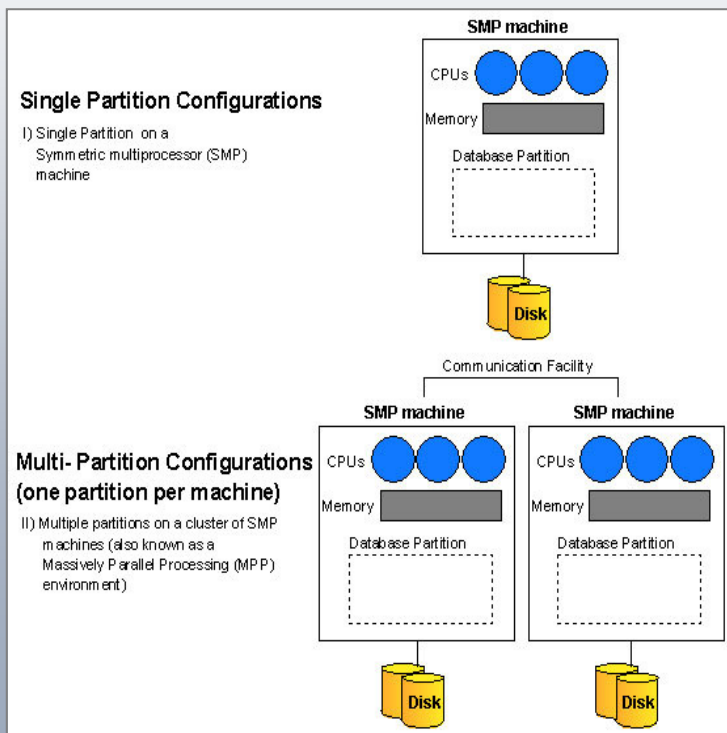 SMP machine
CPUs
Single Partition Configurations
Memory
I) Single Partition on a
Symmetric multiprocessor (SMP)
machine
Database Partition
Disk
Communication Facility
SMP machine
SMP machine
Multi- Partition Configurations
(one partition per machine)
CPUs
CPUs
Memory
Memory
II) Multiple partitions on a cluster of SMP
machines (also known as a
Massively Parallel Processing (MPP)
environment)
Database Partition
Database Partition
Disk
Disk